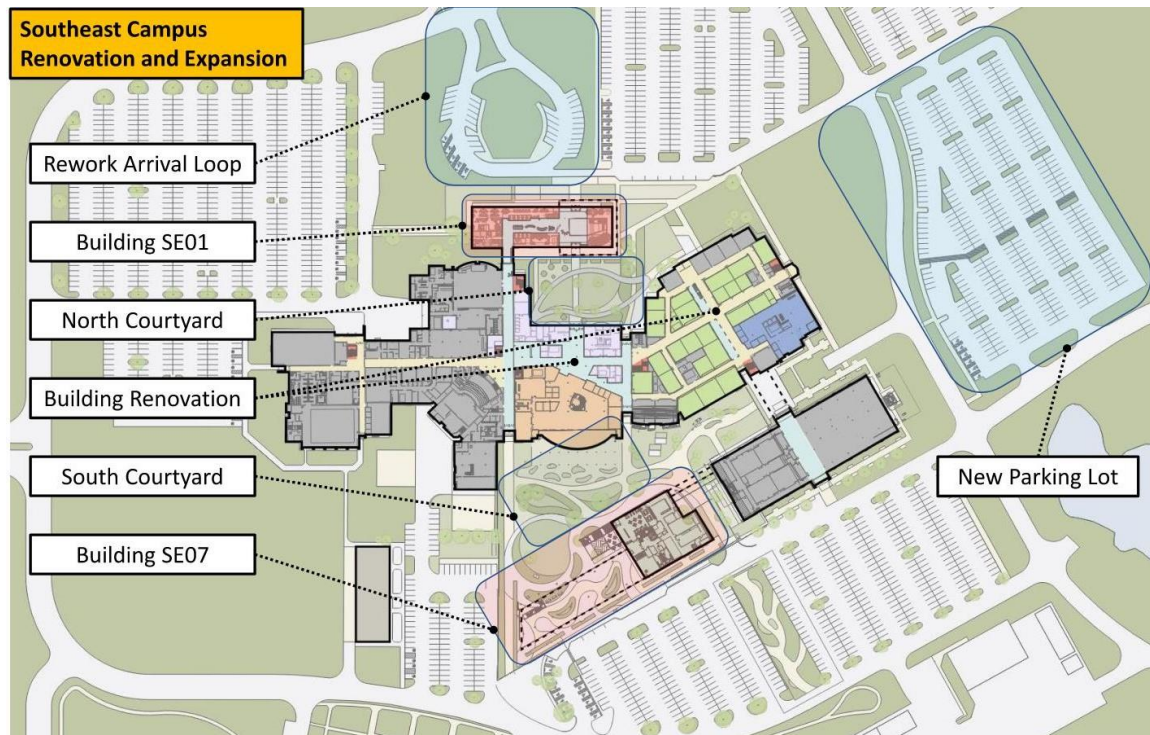 Southeast Campus
Renovation and Expansion
Rework Arrival Loop
Building SE01
North Courtyard
Building Renovation
South Courtyard
Building SE07
New Parking Lot